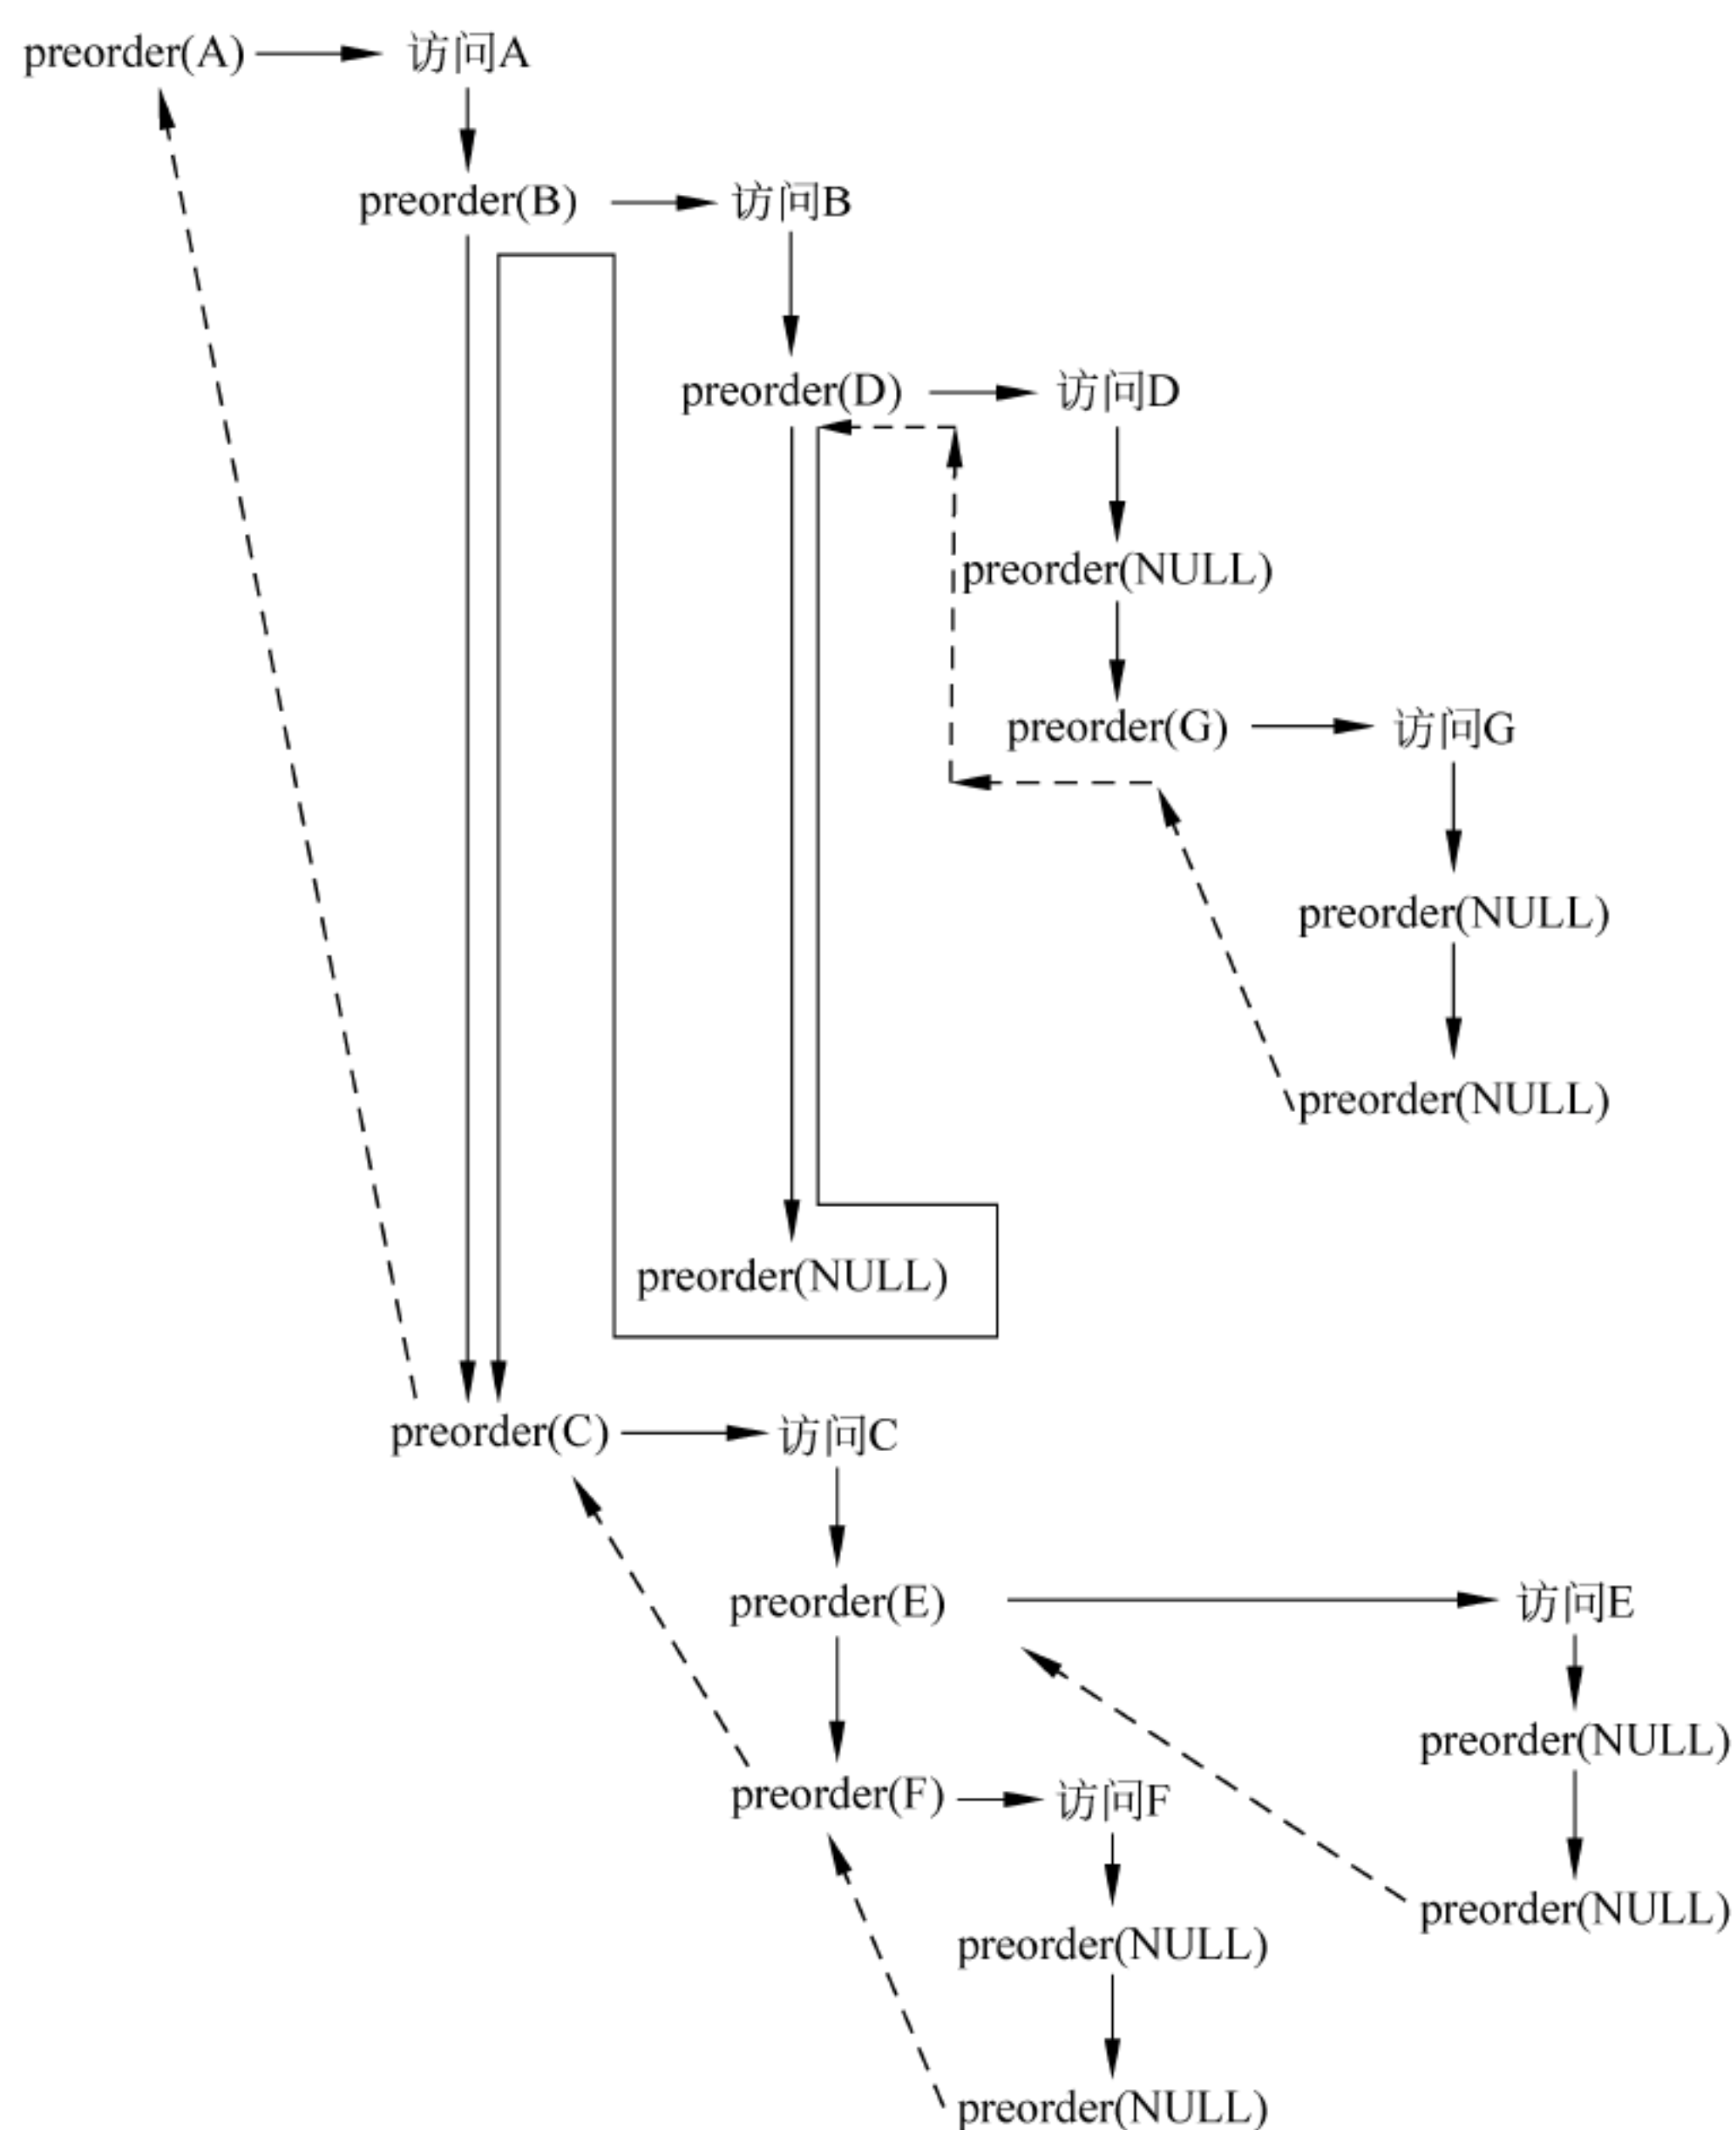 preorder(A) 访问A
preorder(B) 访问B
preorder(D) 访问D
preorder(NULL)
preorder(G) 访问G
preorder(NULL)
preorder(NULL)
preorder(NULL)
preorder(C) 访问C
preorder(E) 访问E
preorder(NULL)
preorder(F) 访问F
preorder(NULL)
preorder(NULL)
preorder(NULL)